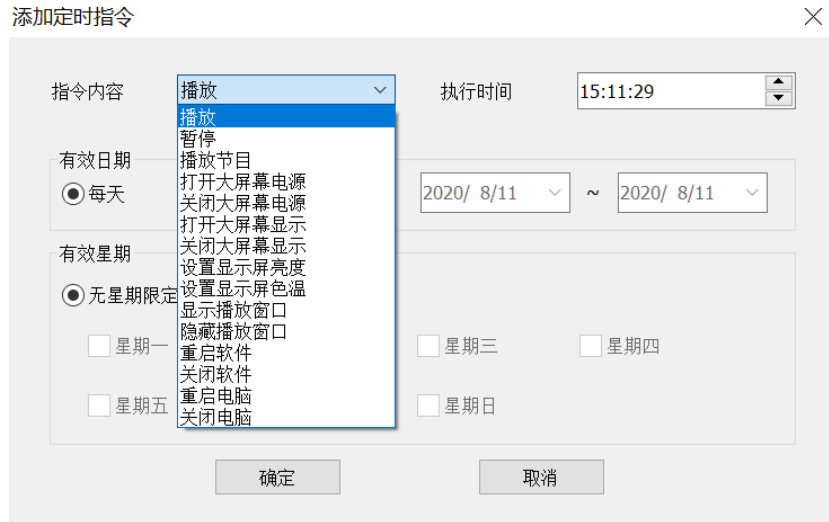 添加定时指令
指令内容
播放
执行时间
15:11:29
播放
暂停
播放节目
打开大屏幕电源
关闭大屏幕电源
打开大屏幕显示
关闭大屏幕显示
设置显示屏亮度
设置显示屏色温
显示播放窗口
隐藏播放窗口
重启软件
关闭软件
重启电脑
关闭电脑
有效日期
每天
2020/ 8/11 ~ 2020/ 8/11
有效星期
无星期限定
星期一
星期三
星期四
星期五
星期日
确定
取消